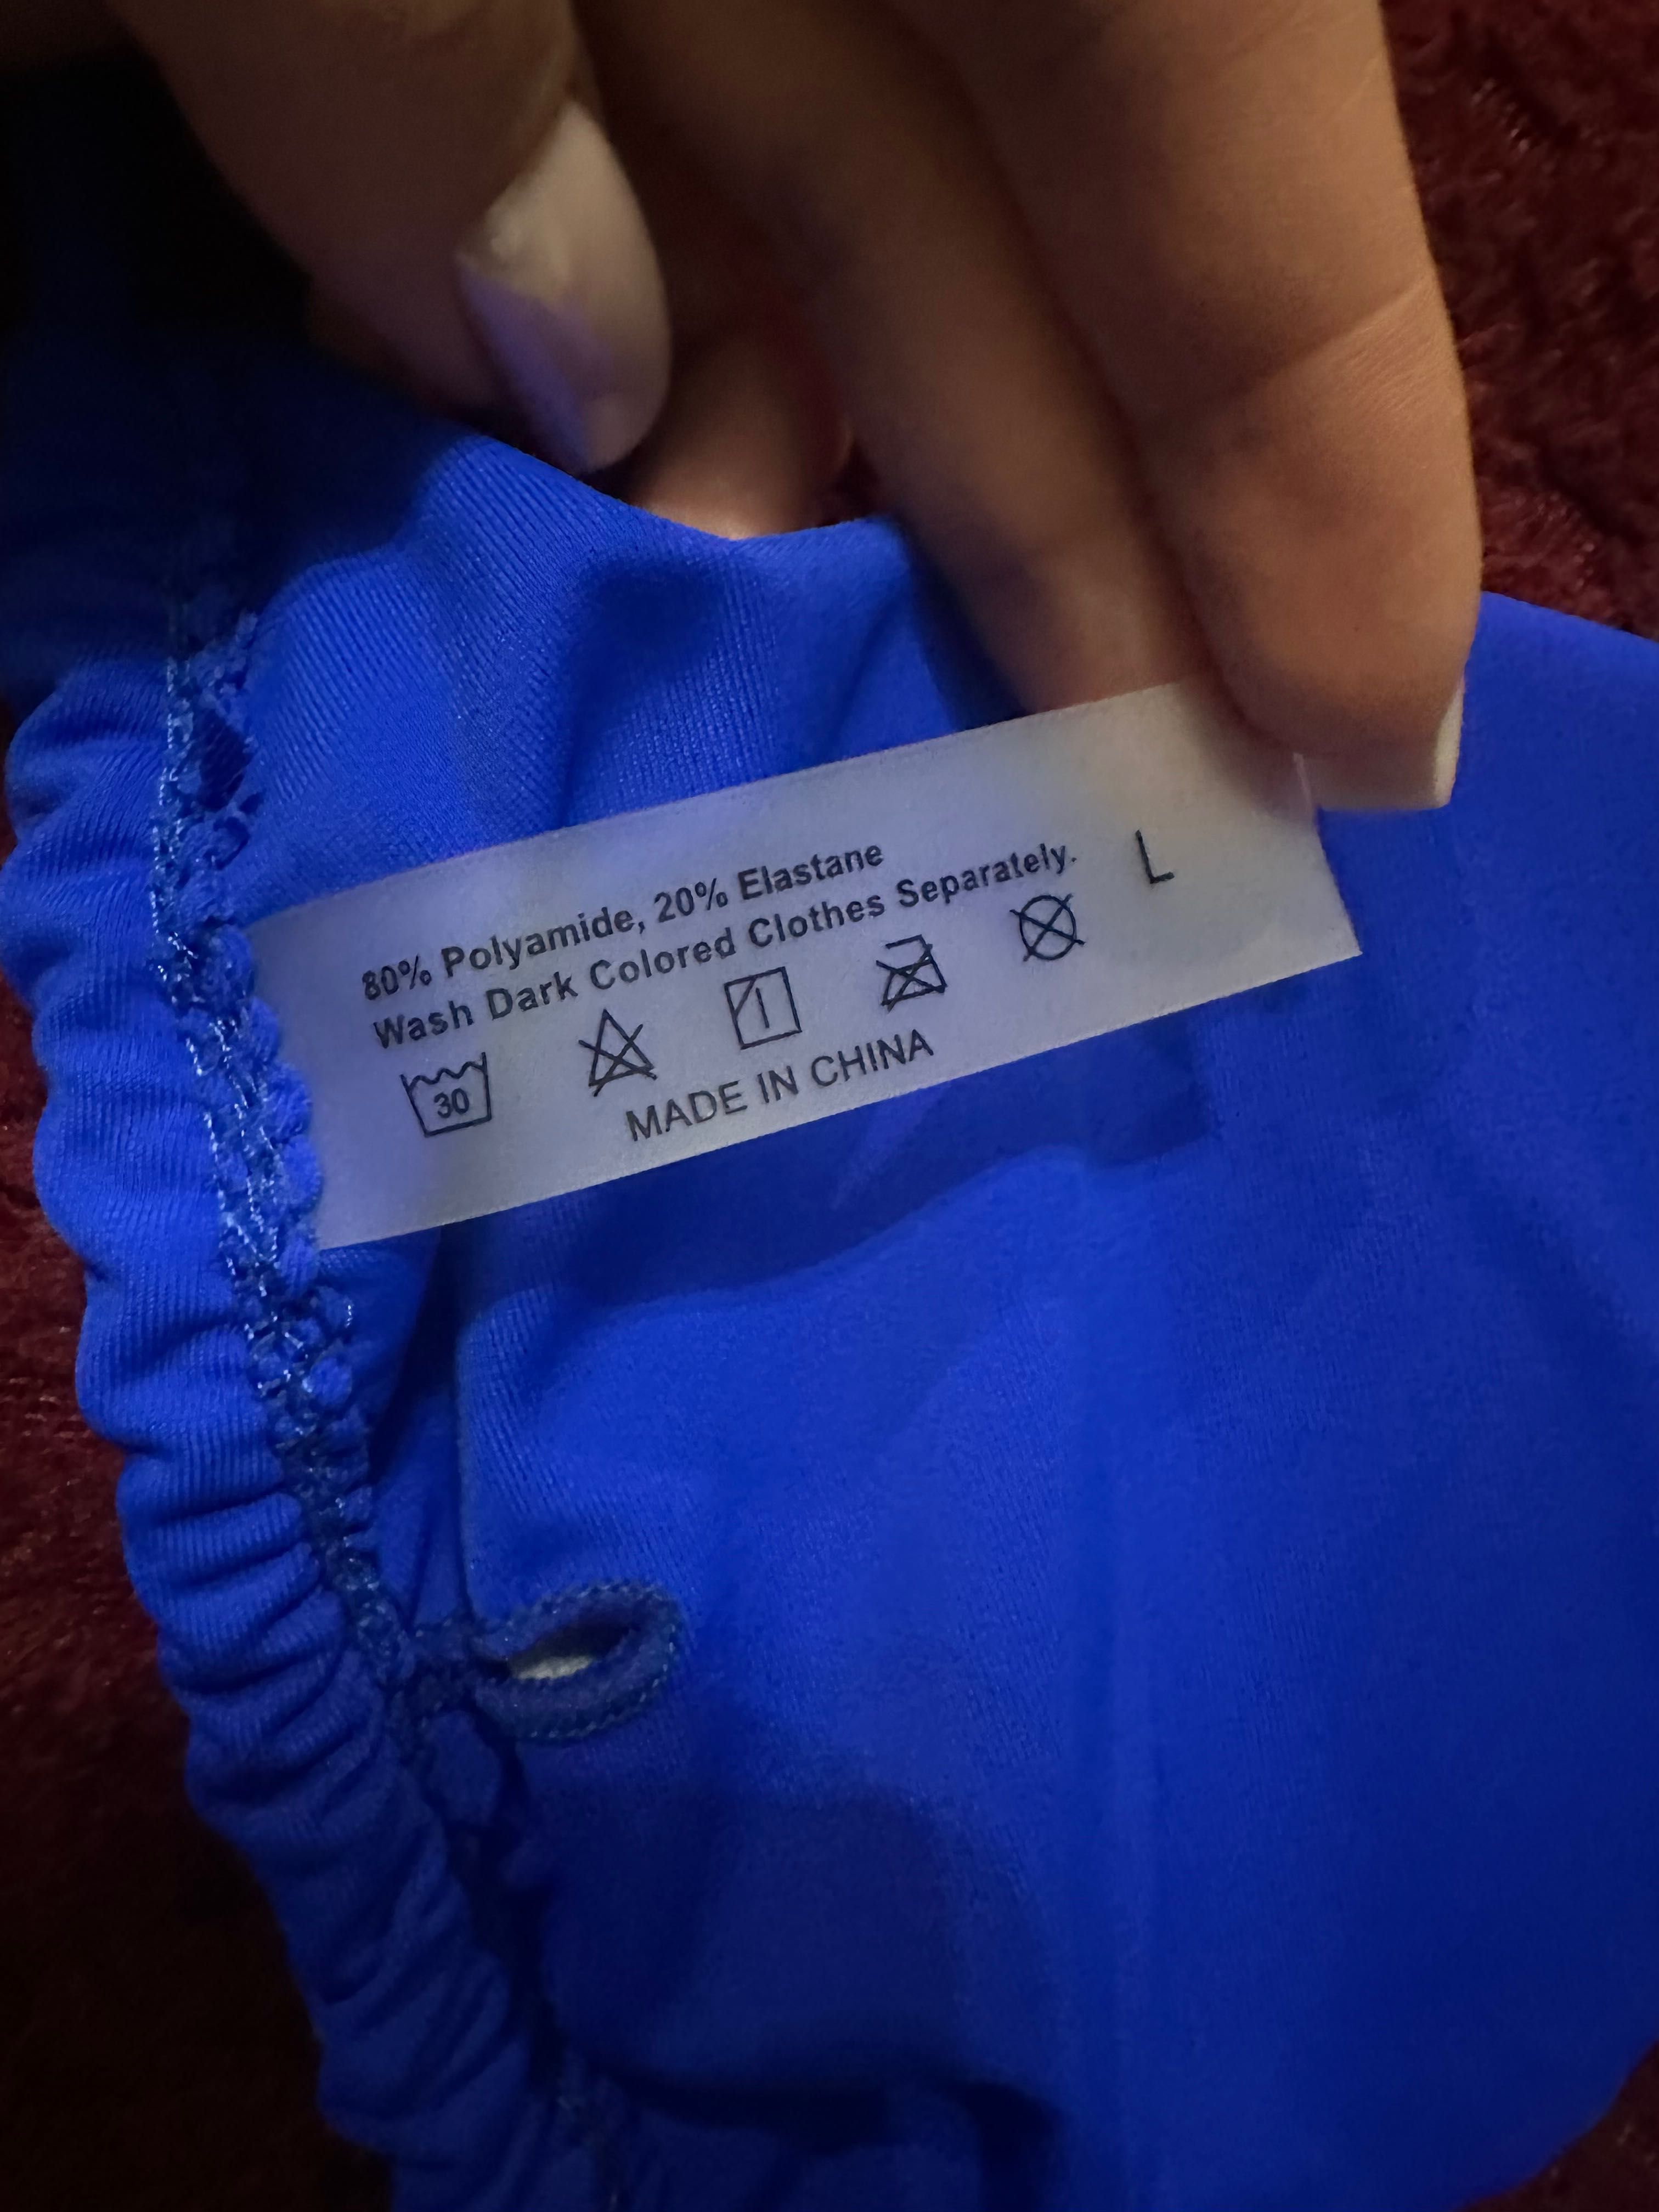 80% Polyamide, 20% Elastane
Wash Dark Colored Clothes Separately.
L
30
MADE IN CHINA